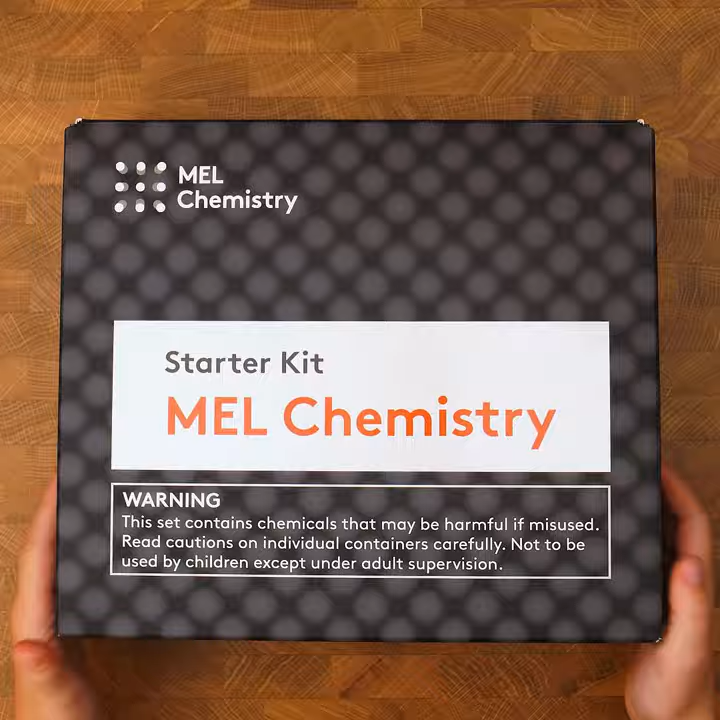 MEL
Chemistry
Starter Kit
MEL Chemistry
WARNING
This set contains chemicals that may be harmful if misused.
Read cautions on individual containers carefully. Not to be
used by children except under adult supervision.